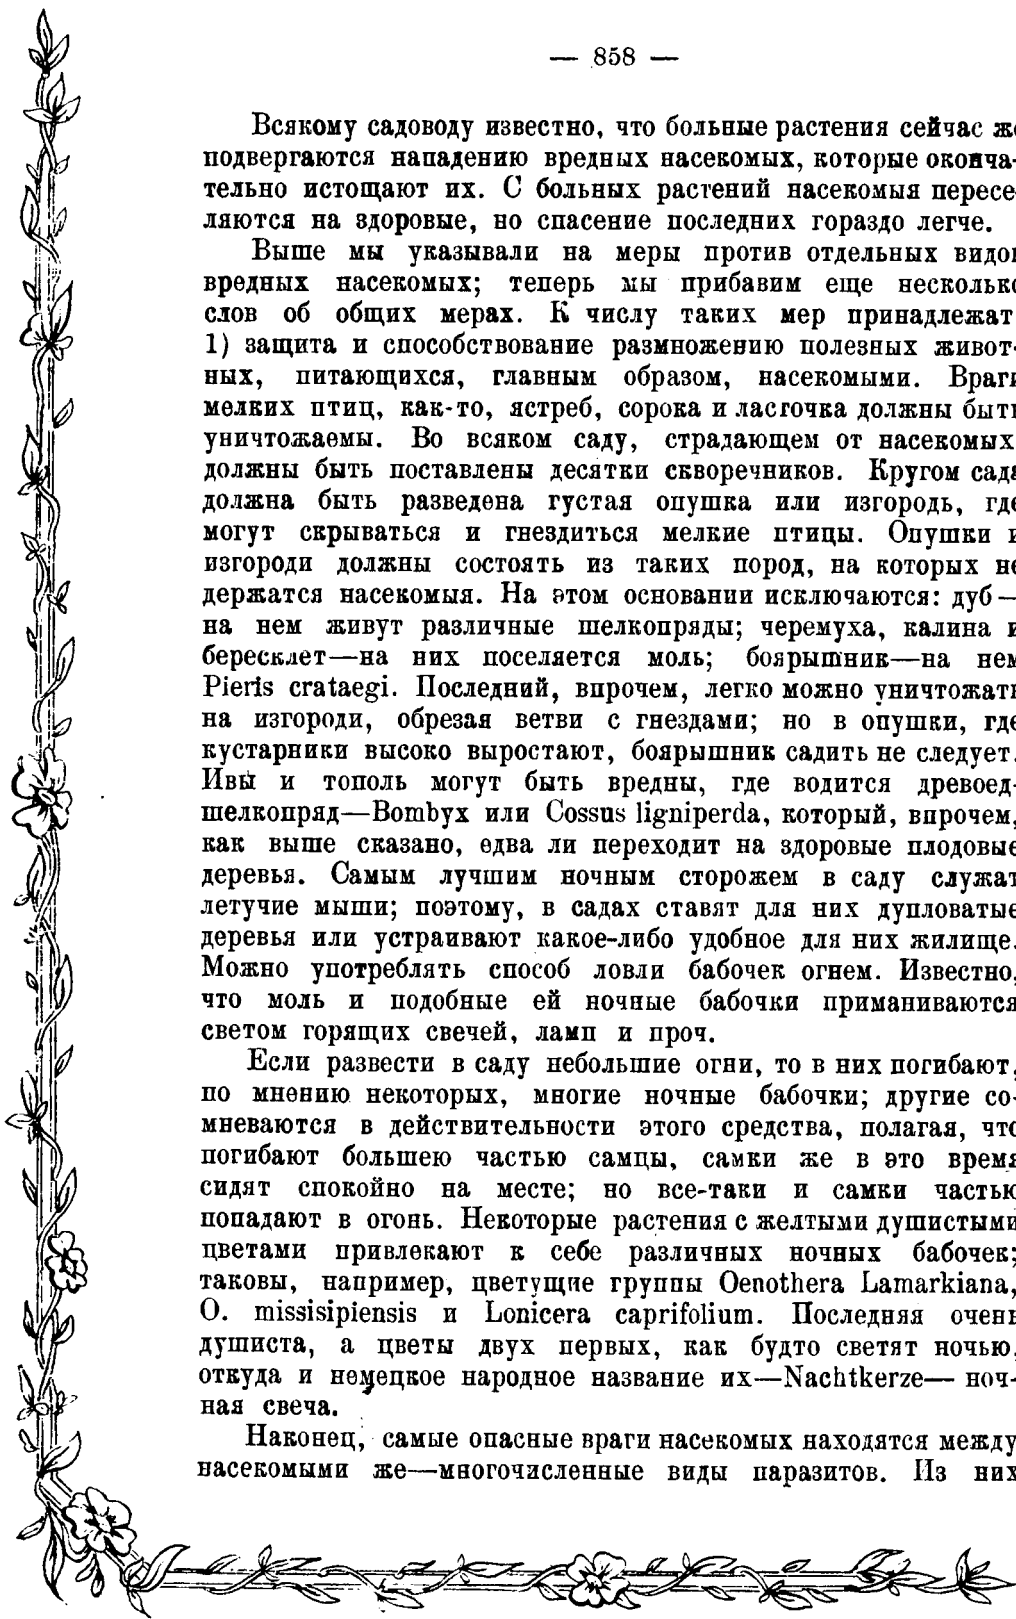 — 858 —
Всякому садоводу известно, что больные растения сейчас же
подвергаются нападению вредных насекомых, которые оконча-
тельно истощают их. С больных растений насекомыя пересе-
ляются на здоровые, но спасение последних гораздо легче.
Выше мы указывали на меры против отдельных видов
вредных насекомых; теперь мы прибавим еще несколько
слов об общих мерах. К числу таких мер принадлежат
1) защита и способствование размножению полезных живот-
ных, питающихся, главным образом, насекомыми. Враги
мелких птиц, как-то, ястреб, сорока и ласточка должны быть
уничтожаемы. Во всяком саду, страдающем от насекомых
должны быть поставлены десятки скворечников. Кругом сада
должна быть разведена густая опушка или изгородь, где
могут скрываться и гнездиться мелкие птицы. Опушки и
изгороди должны состоять из таких пород, на которых не
держатся насекомыя. На этом основании исключаются: дуб—
на нем живут различные шелкопряды; черемуха, калина и
бересклет—на них поселяется моль; боярышник—на нем
Pieris crataegi. Последний, впрочем, легко можно уничтожать
на изгороди, обрезая ветви с гнездами; но в опушки, где
кустарники высоко выростают, боярышник садить не следует.
Ивы и тополь могут быть вредны, где водится древоед-
шелкопряд—Bombyx или Cossus ligniperda, который, впрочем,
как выше сказано, едва ли переходит на здоровые плодовые
деревья. Самым лучшим ночным сторожем в саду служат
летучие мыши; поэтому, в садах ставят для них дупловатые
деревья или устраивают какое-либо удобное для них жилище.
Можно употреблять способ ловли бабочек огнем. Известно,
что моль и подобные ей ночные бабочки приманиваются
светом горящих свечей, ламп и проч.
Если развести в саду небольшие огни, то в них погибают,
по мнению некоторых, многие ночные бабочки; другие со-
мневаются в действительности этого средства, полагая, что
погибают большею частью самцы, самки же в это время
сидят спокойно на месте; но все-таки и самки частью
попадают в огонь. Некоторые растения с желтыми душистыми
цветами привлекают к себе различных ночных бабочек;
таковы, например, цветущие группы Oenothera Lamarkiana,
O. missisipiensis и Lonicera caprifolium. Последняя очень
душиста, а цветы двух первых, как будто светят ночью,
откуда и немецкое народное название их—Nachtkerze— ноч-
ная свеча.
Наконец, самые опасные враги насекомых находятся между
насекомыми же—многочисленные виды паразитов. Из них